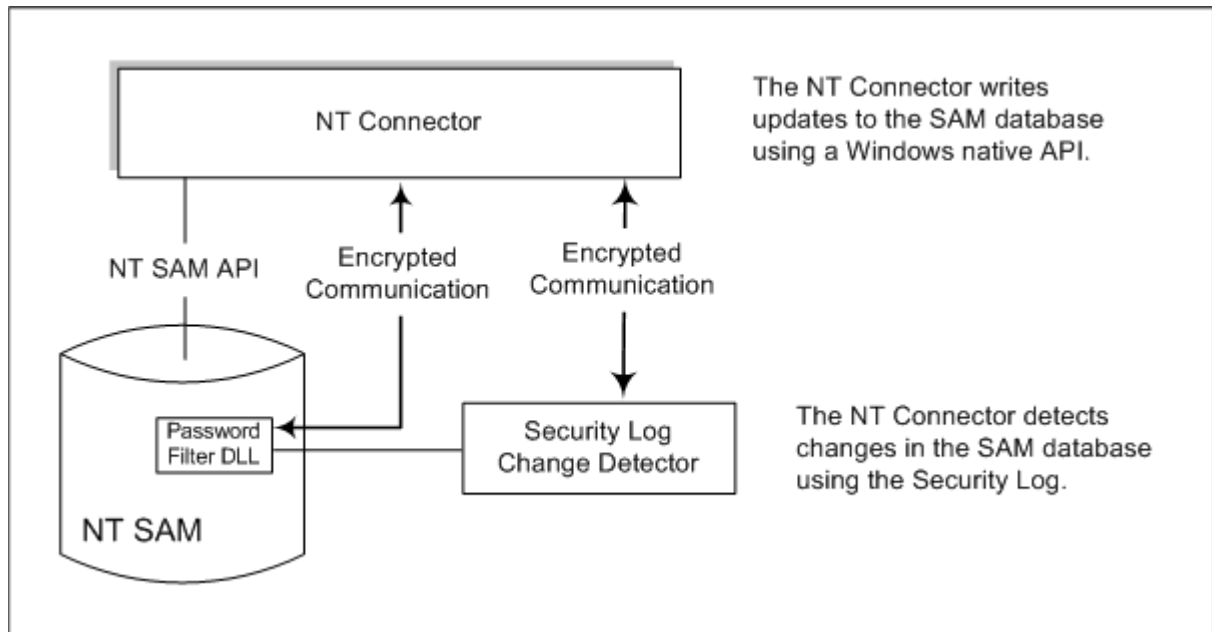 NT Connector
The NT Connector writes
updates to the SAM database
using a Windows native API.
NT SAM API
Encrypted
Communication
Encrypted
Communication
Password
Filter DLL
NT SAM
Security Log
Change Detector
The NT Connector detects
changes in the SAM database
using the Security Log.